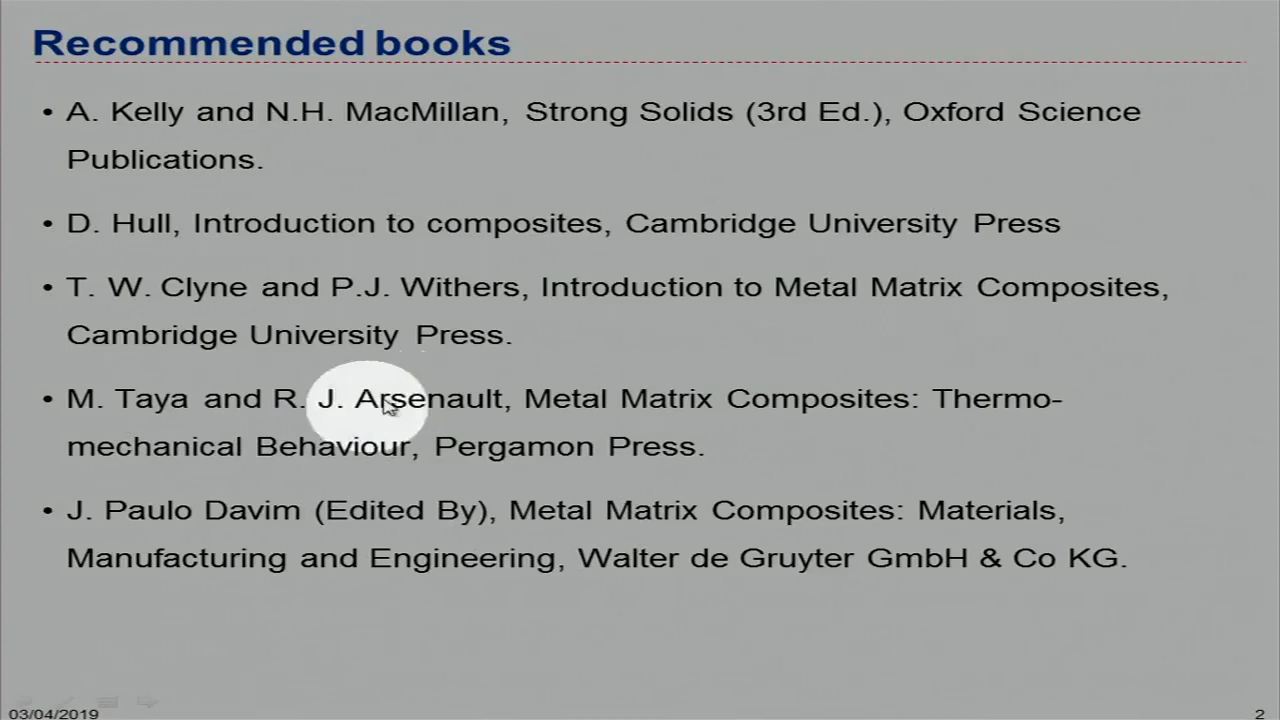 Recommended books
• A. Kelly and N.H. MacMillan, Strong Solids (3rd Ed.), Oxford Science
Publications.
• D. Hull, Introduction to composites, Cambridge University Press
• T. W. Clyne and P.J. Withers, Introduction to Metal Matrix Composites,
Cambridge University Press.
• M. Taya and R. J. Arsenault, Metal Matrix Composites: Thermo-
mechanical Behaviour, Pergamon Press.
• J. Paulo Davim (Edited By), Metal Matrix Composites: Materials,
Manufacturing and Engineering, Walter de Gruyter GmbH & Co KG.
03/04/2019
2